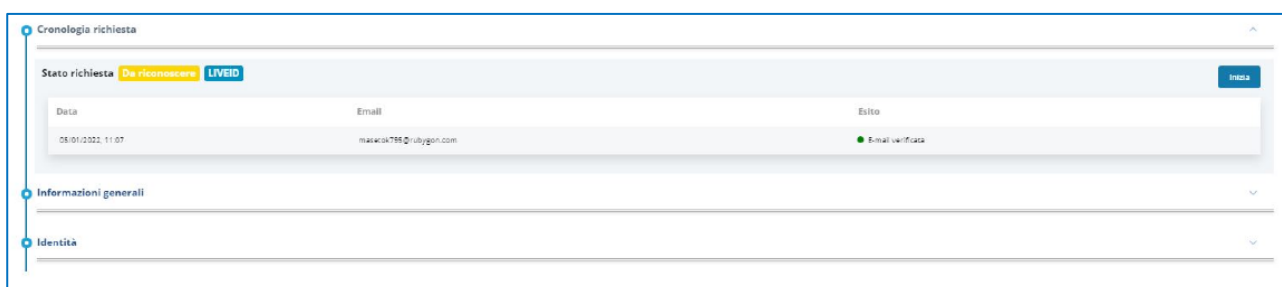 Cronologia richiesta
Stato richiesta Da riconoscere LIVEID Inizia
Data Email Esito
05/01/2022, 11:07 masatok795@rubygon.com E-mail verificata
Informazioni generali
Identità